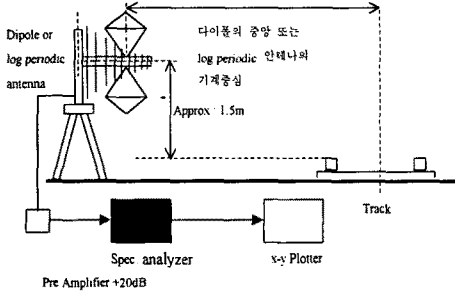 Dipole or
log periodic
antenna
다이폴의 중앙 또는
log periodic 안테나의
기계중심
Approx 1.5m
Track
Spec. analyzer
x-y Plotter
Pre Amplifier +20dB